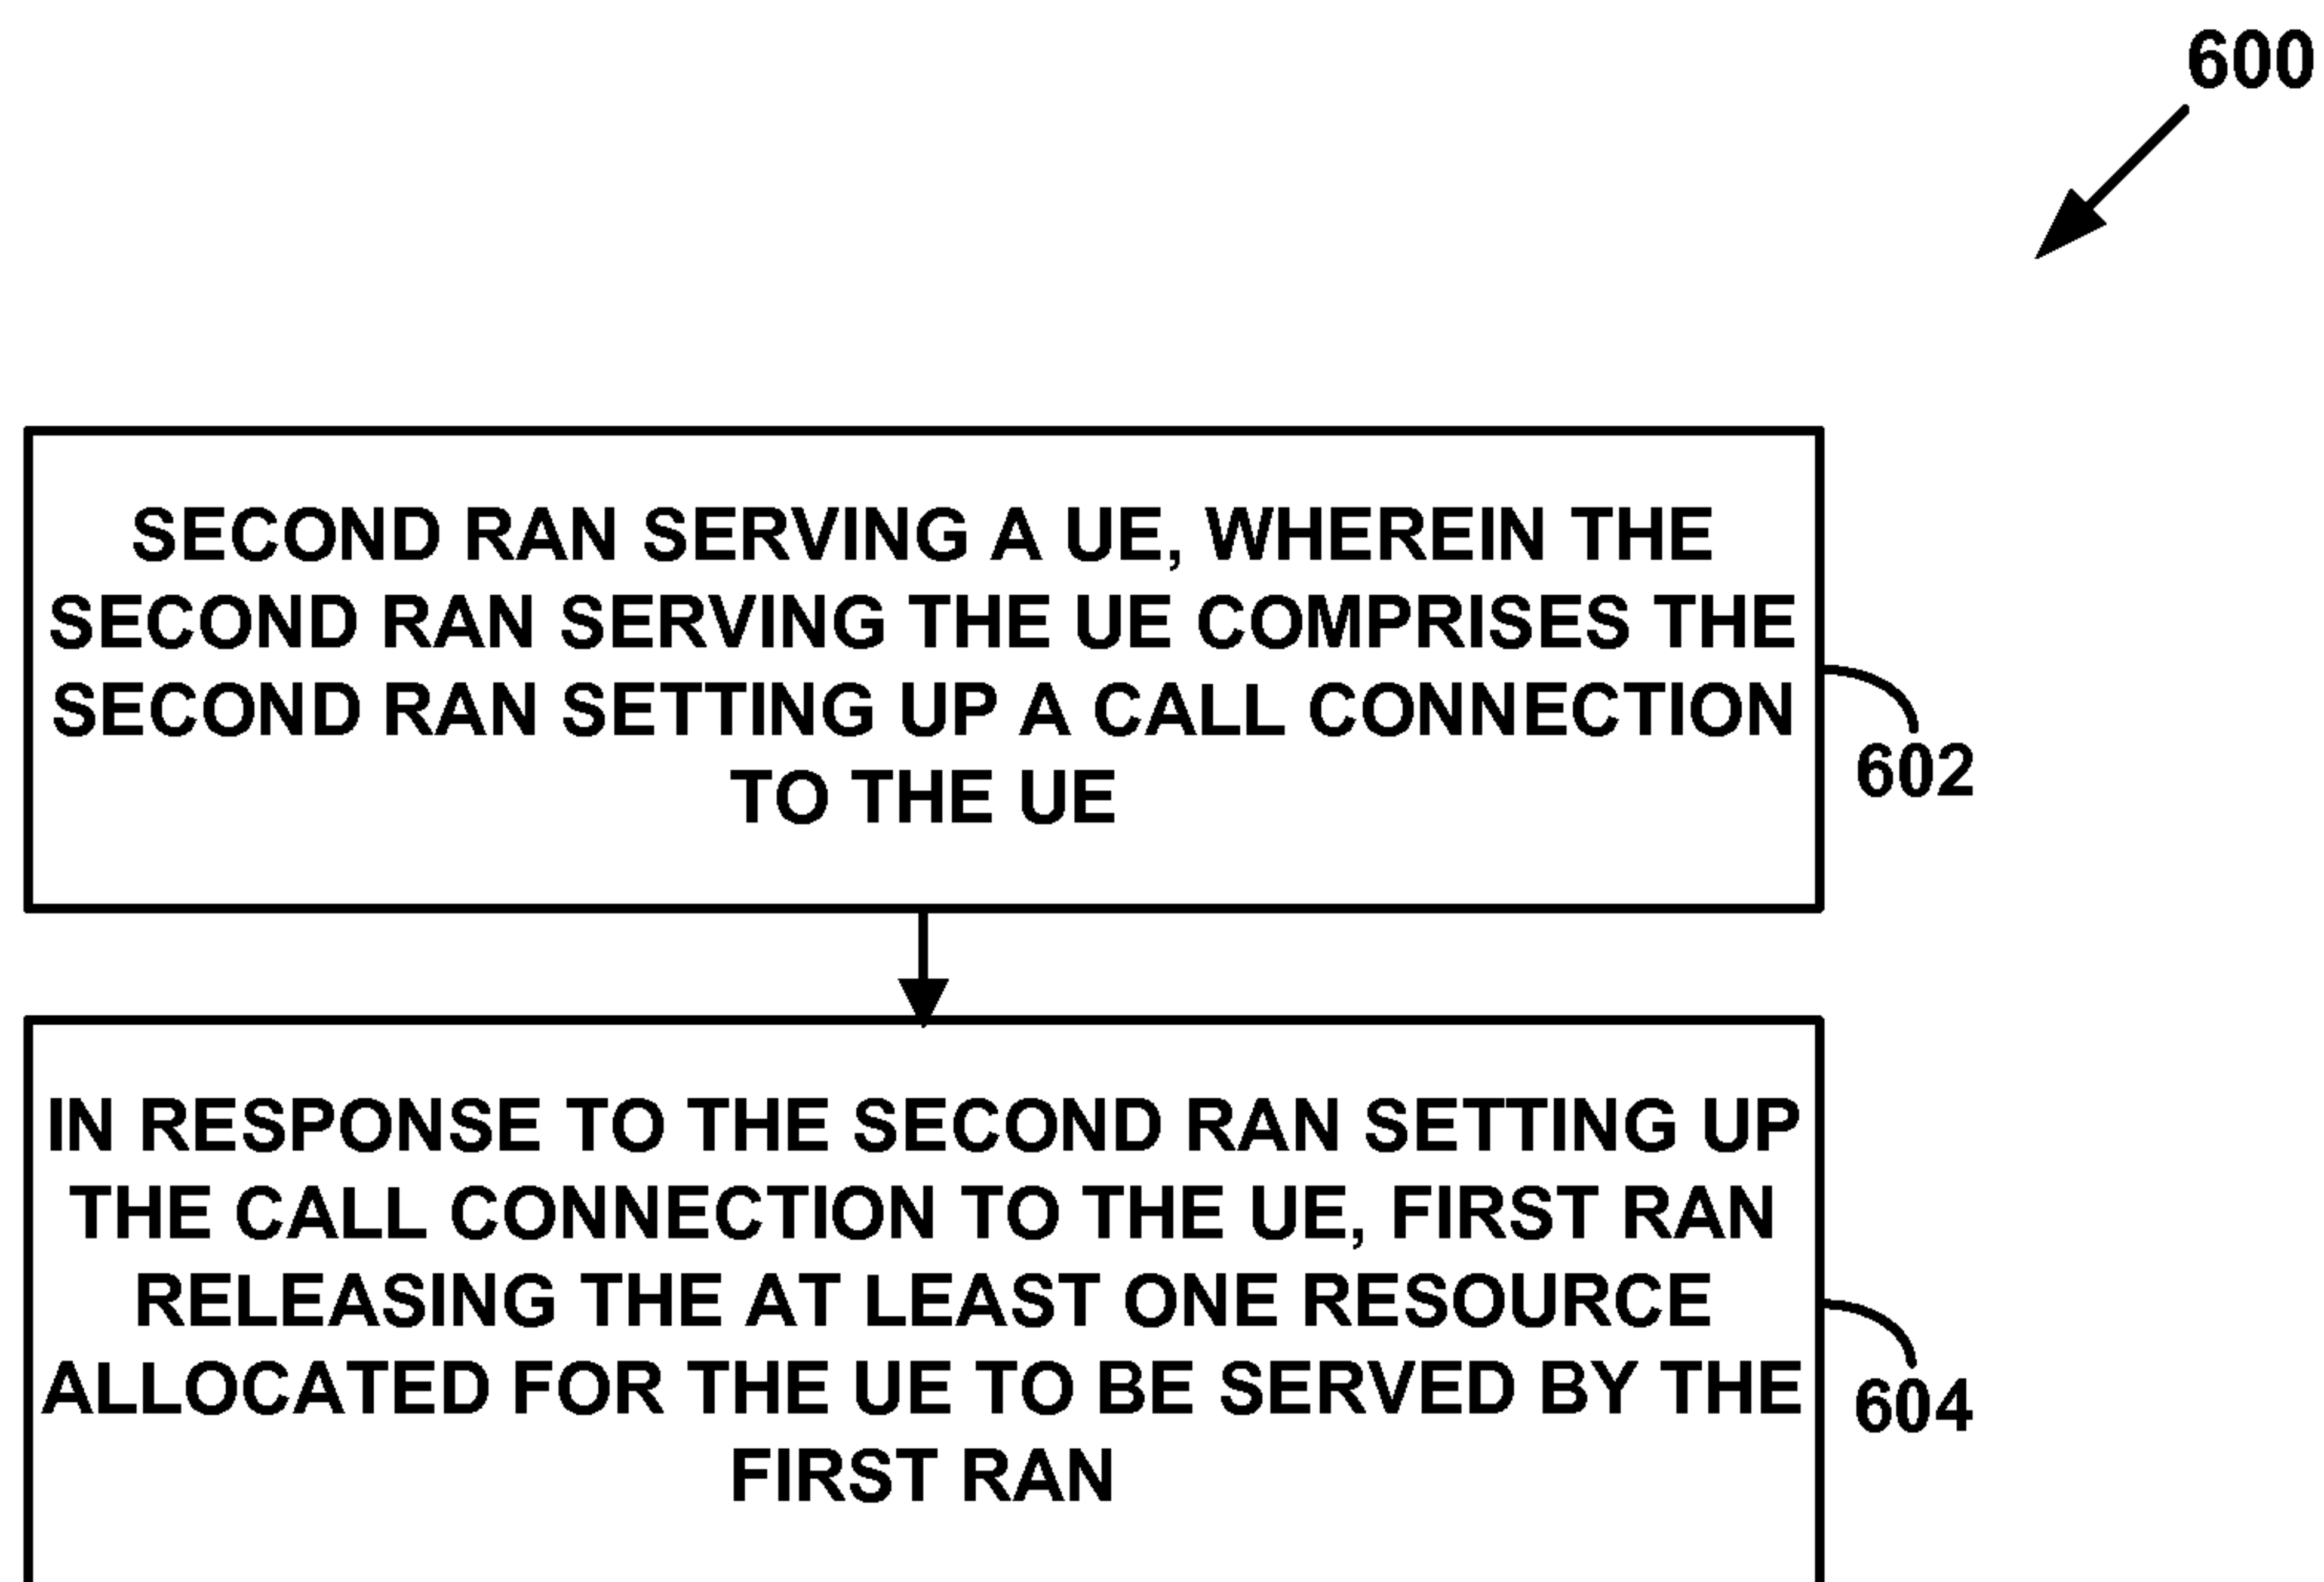 600
SECOND RAN SERVING A UE, WHEREIN THE
SECOND RAN SERVING THE UE COMPRISES THE
SECOND RAN SETTING UP A CALL CONNECTION
TO THE UE
602
IN RESPONSE TO THE SECOND RAN SETTING UP
THE CALL CONNECTION TO THE UE, FIRST RAN
RELEASING THE AT LEAST ONE RESOURCE
ALLOCATED FOR THE UE TO BE SERVED BY THE
FIRST RAN
604